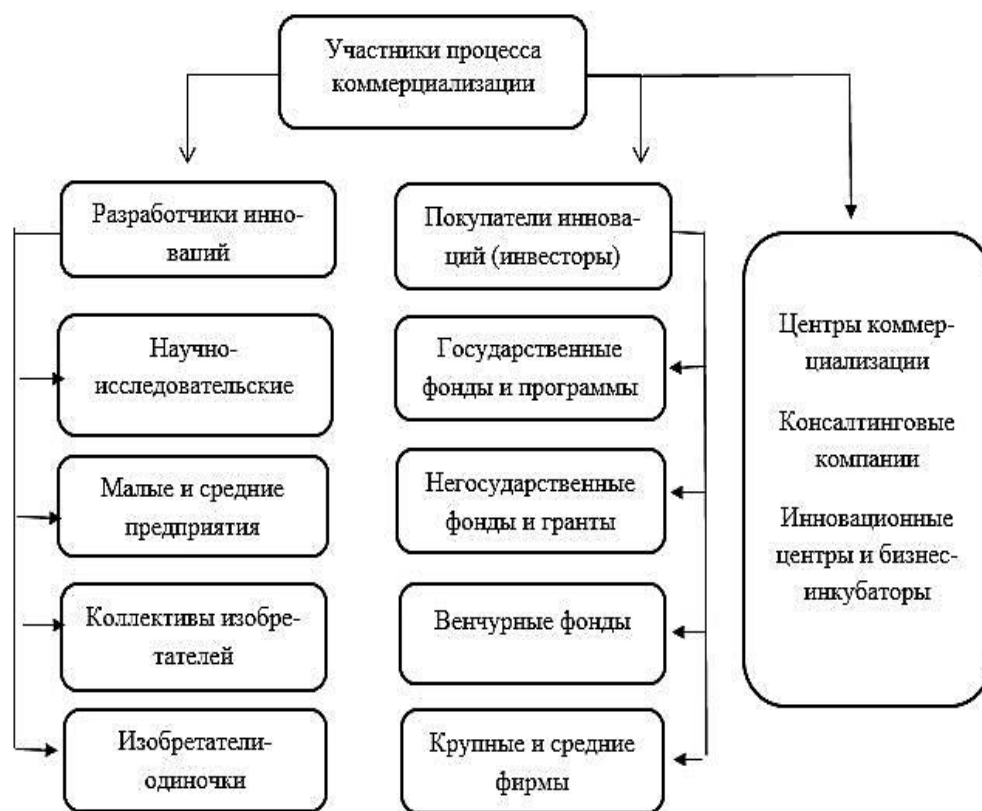 Участники процесса
коммерциализации
Разработчики инно-
ваций
Научно-
исследовательские
Малые и средние
предприятия
Коллективы изобре-
тателей
Изобретатели-
одиночки
Покупатели иннова-
ций (инвесторы)
Государственные
фонды и программы
Негосударственные
фонды и гранты
Венчурные фонды
Крупные и средние
фирмы
Центры коммер-
циализации
Консалтинговые
компании
Инновационные
центры и бизнес-
инкубаторы